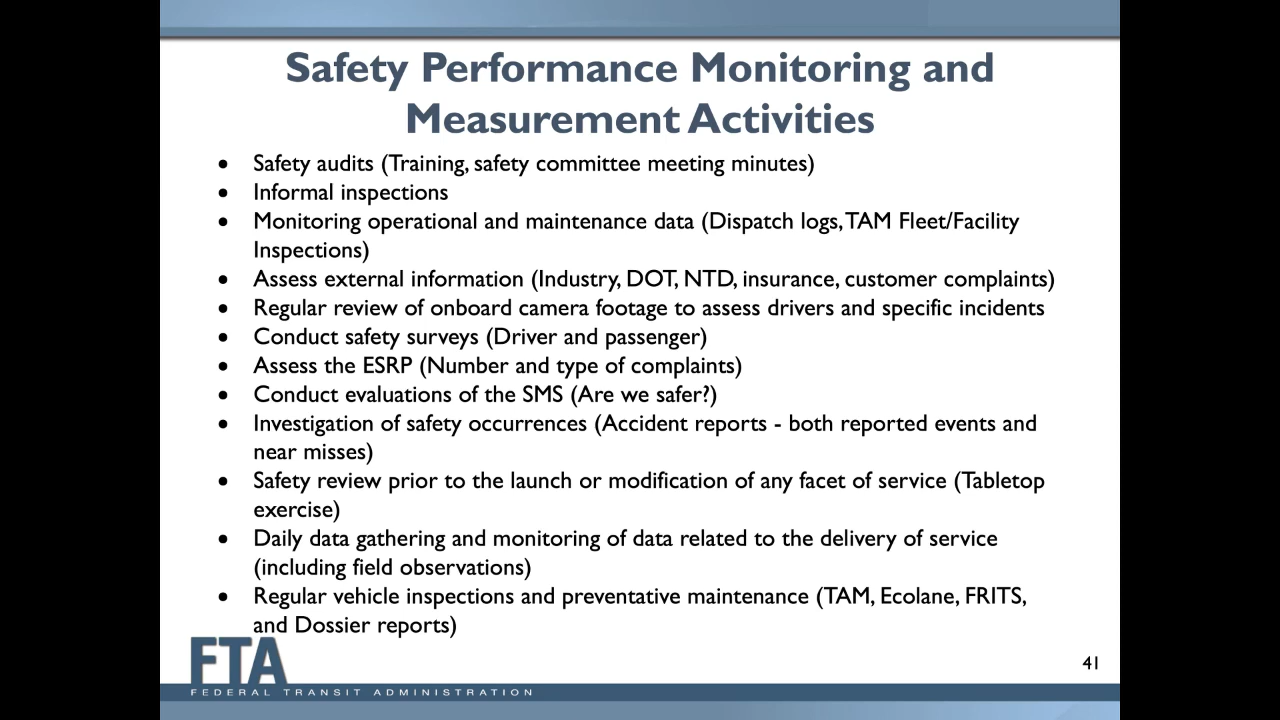 Safety Performance Monitoring and
Measurement Activities
• Safety audits (Training, safety committee meeting minutes)
• Informal inspections
• Monitoring operational and maintenance data (Dispatch logs, TAM Fleet/Facility
Inspections)
• Assess external information (Industry, DOT, NTD, insurance, customer complaints)
• Regular review of onboard camera footage to assess drivers and specific incidents
• Conduct safety surveys (Driver and passenger)
• Assess the ESRP (Number and type of complaints)
• Conduct evaluations of the SMS (Are we safer?)
• Investigation of safety occurrences (Accident reports - both reported events and
near misses)
• Safety review prior to the launch or modification of any facet of service (Tabletop
exercise)
• Daily data gathering and monitoring of data related to the delivery of service
(including field observations)
• Regular vehicle inspections and preventative maintenance (TAM, Ecolane, FRITS,
and Dossier reports)
FTA
FEDERAL TRANSIT ADMINISTRATION
41